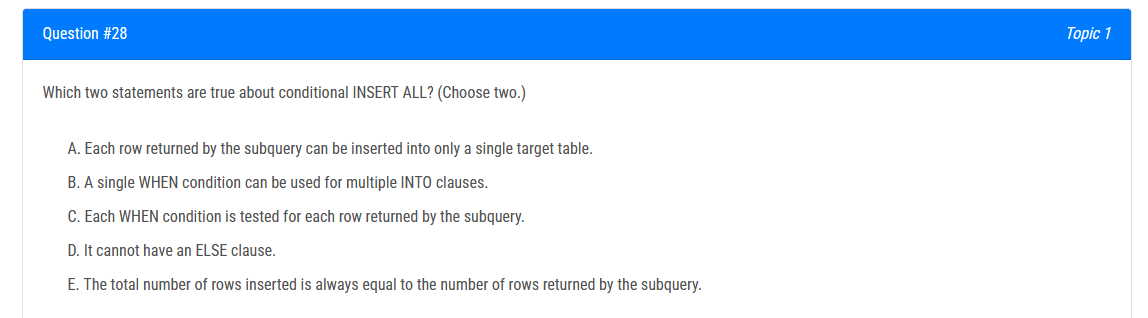 Question #28 Topic 1
Which two statements are true about conditional INSERT ALL? (Choose two.)
A. Each row returned by the subquery can be inserted into only a single target table.
B. A single WHEN condition can be used for multiple INTO clauses.
C. Each WHEN condition is tested for each row returned by the subquery.
D. It cannot have an ELSE clause.
E. The total number of rows inserted is always equal to the number of rows returned by the subquery.